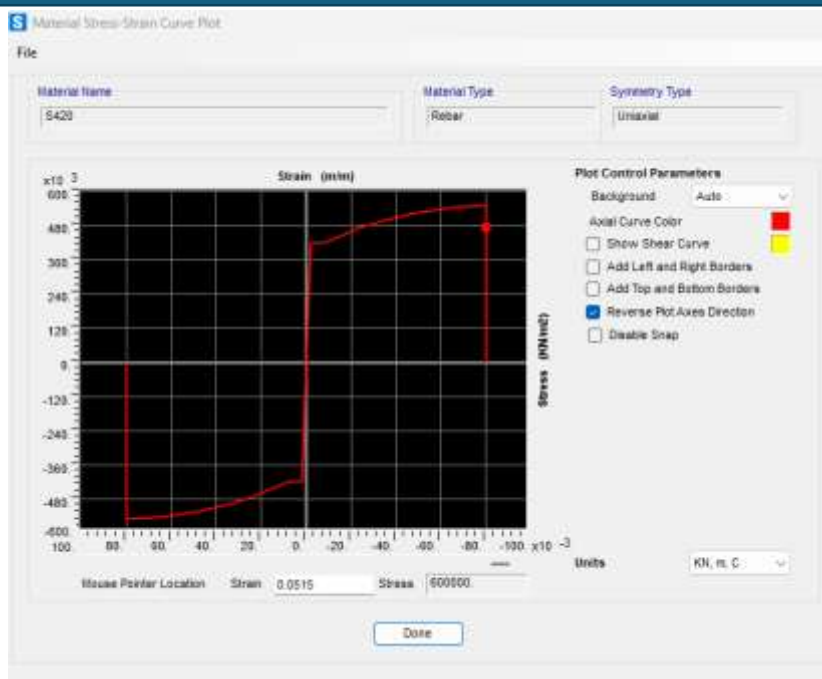 S Material Stress-Strain Curve Plot
File
Material Name Material Type Symmetry Type
S420 Rebar Uniaxial
x10 3 Strain (m/m)
600.
480.
360.
240.
120.
0.
-120.
-240.
-360.
-480.
-600.
100. 80. 60. 40. 20. 0. -20. -40. -60. -80. -100. x10 -3
Stress (KN/m2)
Plot Control Parameters
Background Auto
Axial Curve Color
Show Shear Curve
Add Left and Right Borders
Add Top and Bottom Borders
Reverse Plot Axes Direction
Disable Snap
Mouse Pointer Location Strain 0.0515 Stress 600000.
Units KN, m, C
Done